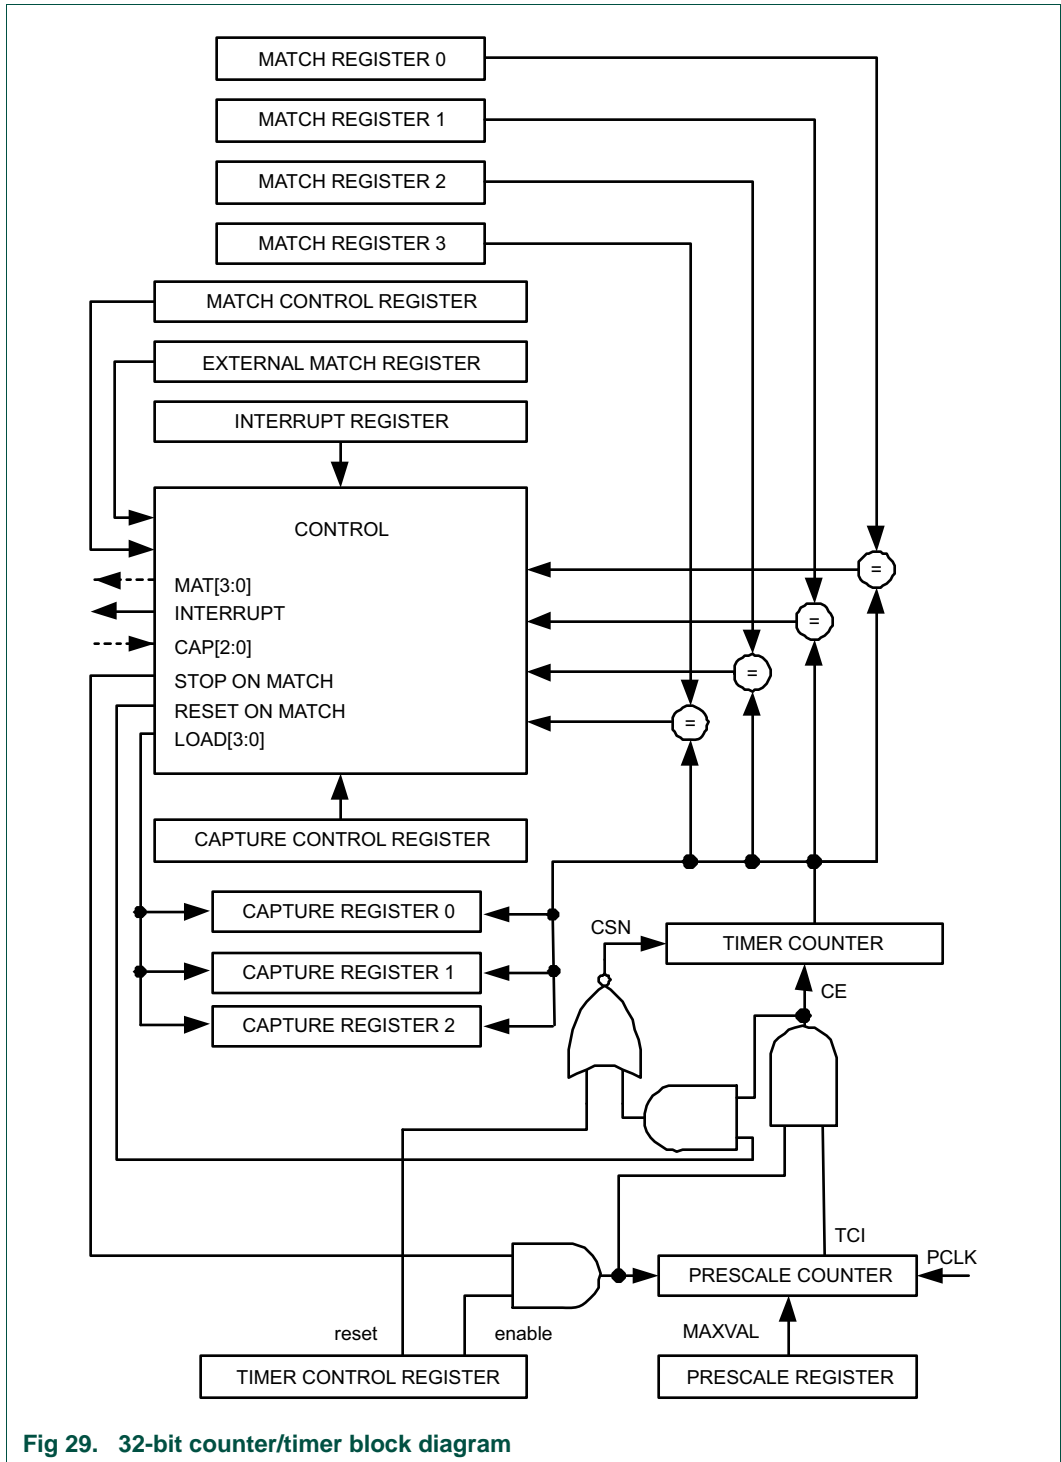 MATCH REGISTER 0
MATCH REGISTER 1
MATCH REGISTER 2
MATCH REGISTER 3
MATCH CONTROL REGISTER
EXTERNAL MATCH REGISTER
INTERRUPT REGISTER
CONTROL
=
=
=
=
MAT[3:0]
INTERRUPT
CAP[2:0]
STOP ON MATCH
RESET ON MATCH
LOAD[3:0]
CAPTURE CONTROL REGISTER
CAPTURE REGISTER 0
CAPTURE REGISTER 1
CAPTURE REGISTER 2
CSN
TIMER COUNTER
CE
TCI
PCLK
PRESCALE COUNTER
reset
enable
MAXVAL
TIMER CONTROL REGISTER
PRESCALE REGISTER
Fig 29. 32-bit counter/timer block diagram